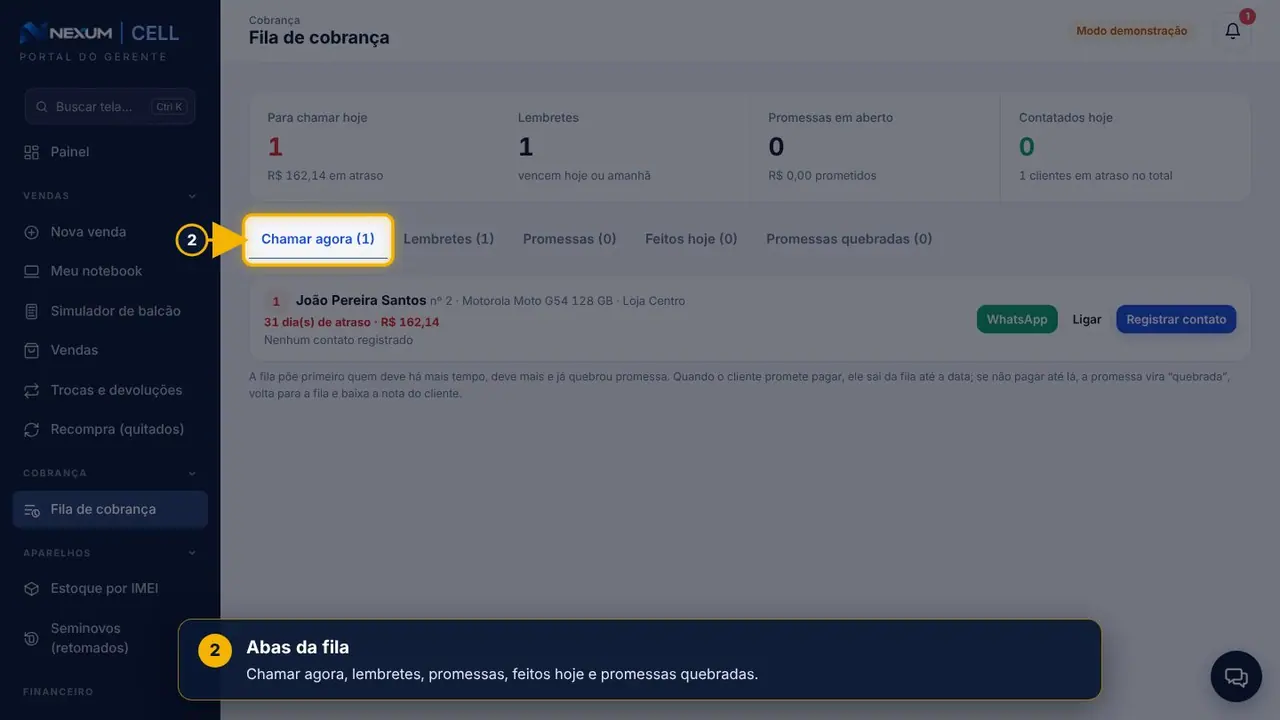 NEXUM | CELL
PORTAL DO GERENTE
Buscar tela... Ctrl K
Painel
VENDAS
Nova venda
Meu notebook
Simulador de balcão
Vendas
Trocas e devoluções
Recompra (quitados)
COBRANÇA
Fila de cobrança
APARELHOS
Estoque por IMEI
Seminovos
(retomados)
FINANCEIRO
Cobrança
Fila de cobrança
Modo demonstração
1
Para chamar hoje
1
R$ 162,14 em atraso
Lembretes
1
vencem hoje ou amanhã
Promessas em aberto
0
R$ 0,00 prometidos
Contatados hoje
0
1 clientes em atraso no total
2
Chamar agora (1) Lembretes (1) Promessas (0) Feitos hoje (0) Promessas quebradas (0)
1 João Pereira Santos nº 2 · Motorola Moto G54 128 GB · Loja Centro
31 dia(s) de atraso · R$ 162,14
Nenhum contato registrado
WhatsApp Ligar Registrar contato
A fila põe primeiro quem deve há mais tempo, deve mais e já quebrou promessa. Quando o cliente promete pagar, ele sai da fila até a data; se não pagar até lá, a promessa vira “quebrada”,
volta para a fila e baixa a nota do cliente.
2 Abas da fila
Chamar agora, lembretes, promessas, feitos hoje e promessas quebradas.